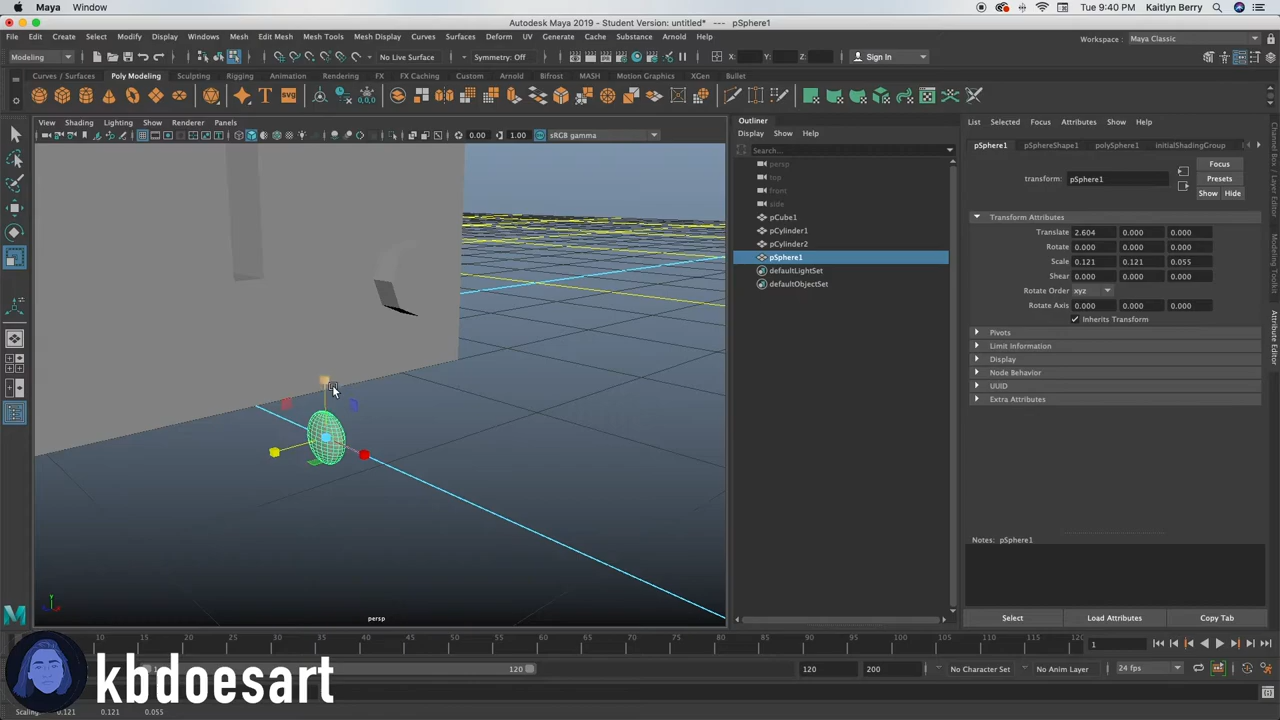 Maya Window
Tue 9:40 PM Kaitlyn Berry
Autodesk Maya 2019 - Student Version: untitled* --- pSphere1
File Edit Create Select Modify Display Windows Mesh Edit Mesh Mesh Tools Mesh Display Curves Surfaces Deform UV Generate Cache Substance Arnold Help
Workspace : Maya Classic
Modeling No Live Surface Symmetry: Off X: Y: Z: Sign In
Curves / Surfaces Poly Modeling Sculpting Rigging Animation Rendering FX FX Caching Custom Arnold Bifrost MASH Motion Graphics XGen Bullet
View Shading Lighting Show Renderer Panels
0.00 1.00 sRGB gamma
Outliner
Display Show Help
Search...
persp
top
front
side
pCube1
pCylinder1
pCylinder2
pSphere1
defaultLightSet
defaultObjectSet
List Selected Focus Attributes Show Help
pSphere1 pSphereShape1 polySphere1 initialShadingGroup
Focus
transform: pSphere1
Presets
Show Hide
Transform Attributes
Translate 2.604 0.000 0.000
Rotate 0.000 0.000 0.000
Scale 0.121 0.121 0.055
Shear 0.000 0.000 0.000
Rotate Order xyz
Rotate Axis 0.000 0.000 0.000
Inherits Transform
Pivots
Limit Information
Display
Node Behavior
UUID
Extra Attributes
Notes: pSphere1
Select Load Attributes Copy Tab
Channel Box / Layer Editor
Modeling Toolkit
Attribute Editor
persp
10 15 20 25 30 35 40 45 50 55 60 65 70 75 80 85 90 95 100 105 110 115 120
1
120 120 200 No Character Set No Anim Layer 24 fps
kbdoesart
Scaling: 0.121 0.121 0.055